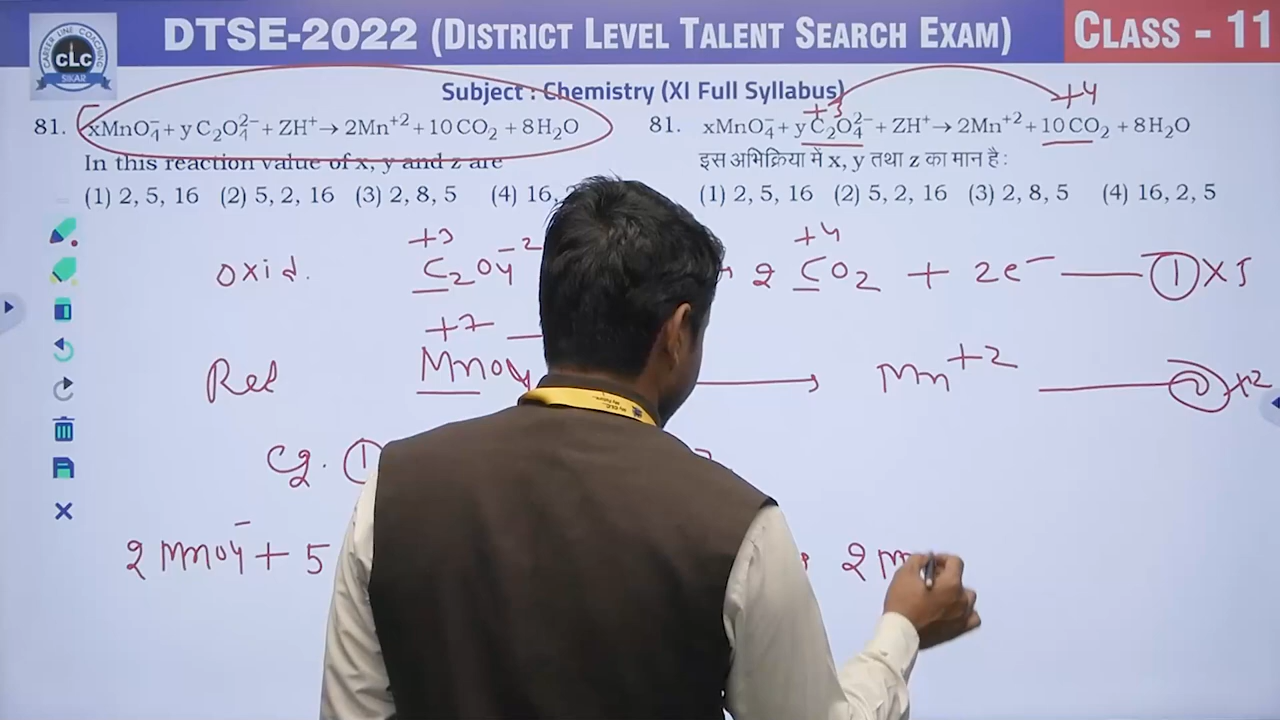 DTSE-2022 (DISTRICT LEVEL TALENT SEARCH EXAM)
CLASS - 11
CAREER LINE COACHING
CLC
SIKAR
Subject : Chemistry (XI Full Syllabus)
81. xMnO₄⁻ + y C₂O₄²⁻ + ZH⁺ → 2Mn⁺² + 10 CO₂ + 8H₂O
In this reaction value of x, y and z are
(1) 2, 5, 16 (2) 5, 2, 16 (3) 2, 8, 5 (4) 16,
+3 +4
81. xMnO₄⁻ + y C₂O₄²⁻ + ZH⁺ → 2Mn⁺² + 10 CO₂ + 8H₂O
इस अभिक्रिया में x, y तथा z का मान है :
(1) 2, 5, 16 (2) 5, 2, 16 (3) 2, 8, 5 (4) 16, 2, 5
+3 +4
Oxid. C₂O₄⁻² 2 CO₂ + 2e⁻ — ① × 5
+7
Red MnO₄ → Mn⁺² — ② × 2
eq. ①
2 MnO₄⁻ + 5 2